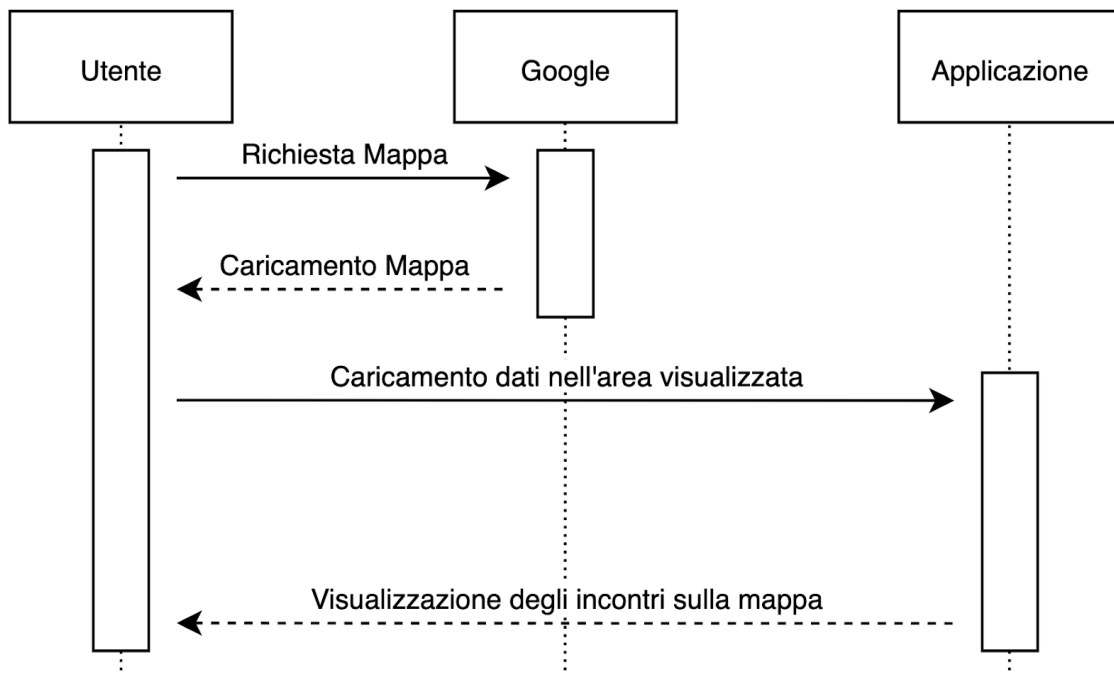 Utente
Google
Applicazione
Richiesta Mappa
Caricamento Mappa
Caricamento dati nell'area visualizzata
Visualizzazione degli incontri sulla mappa